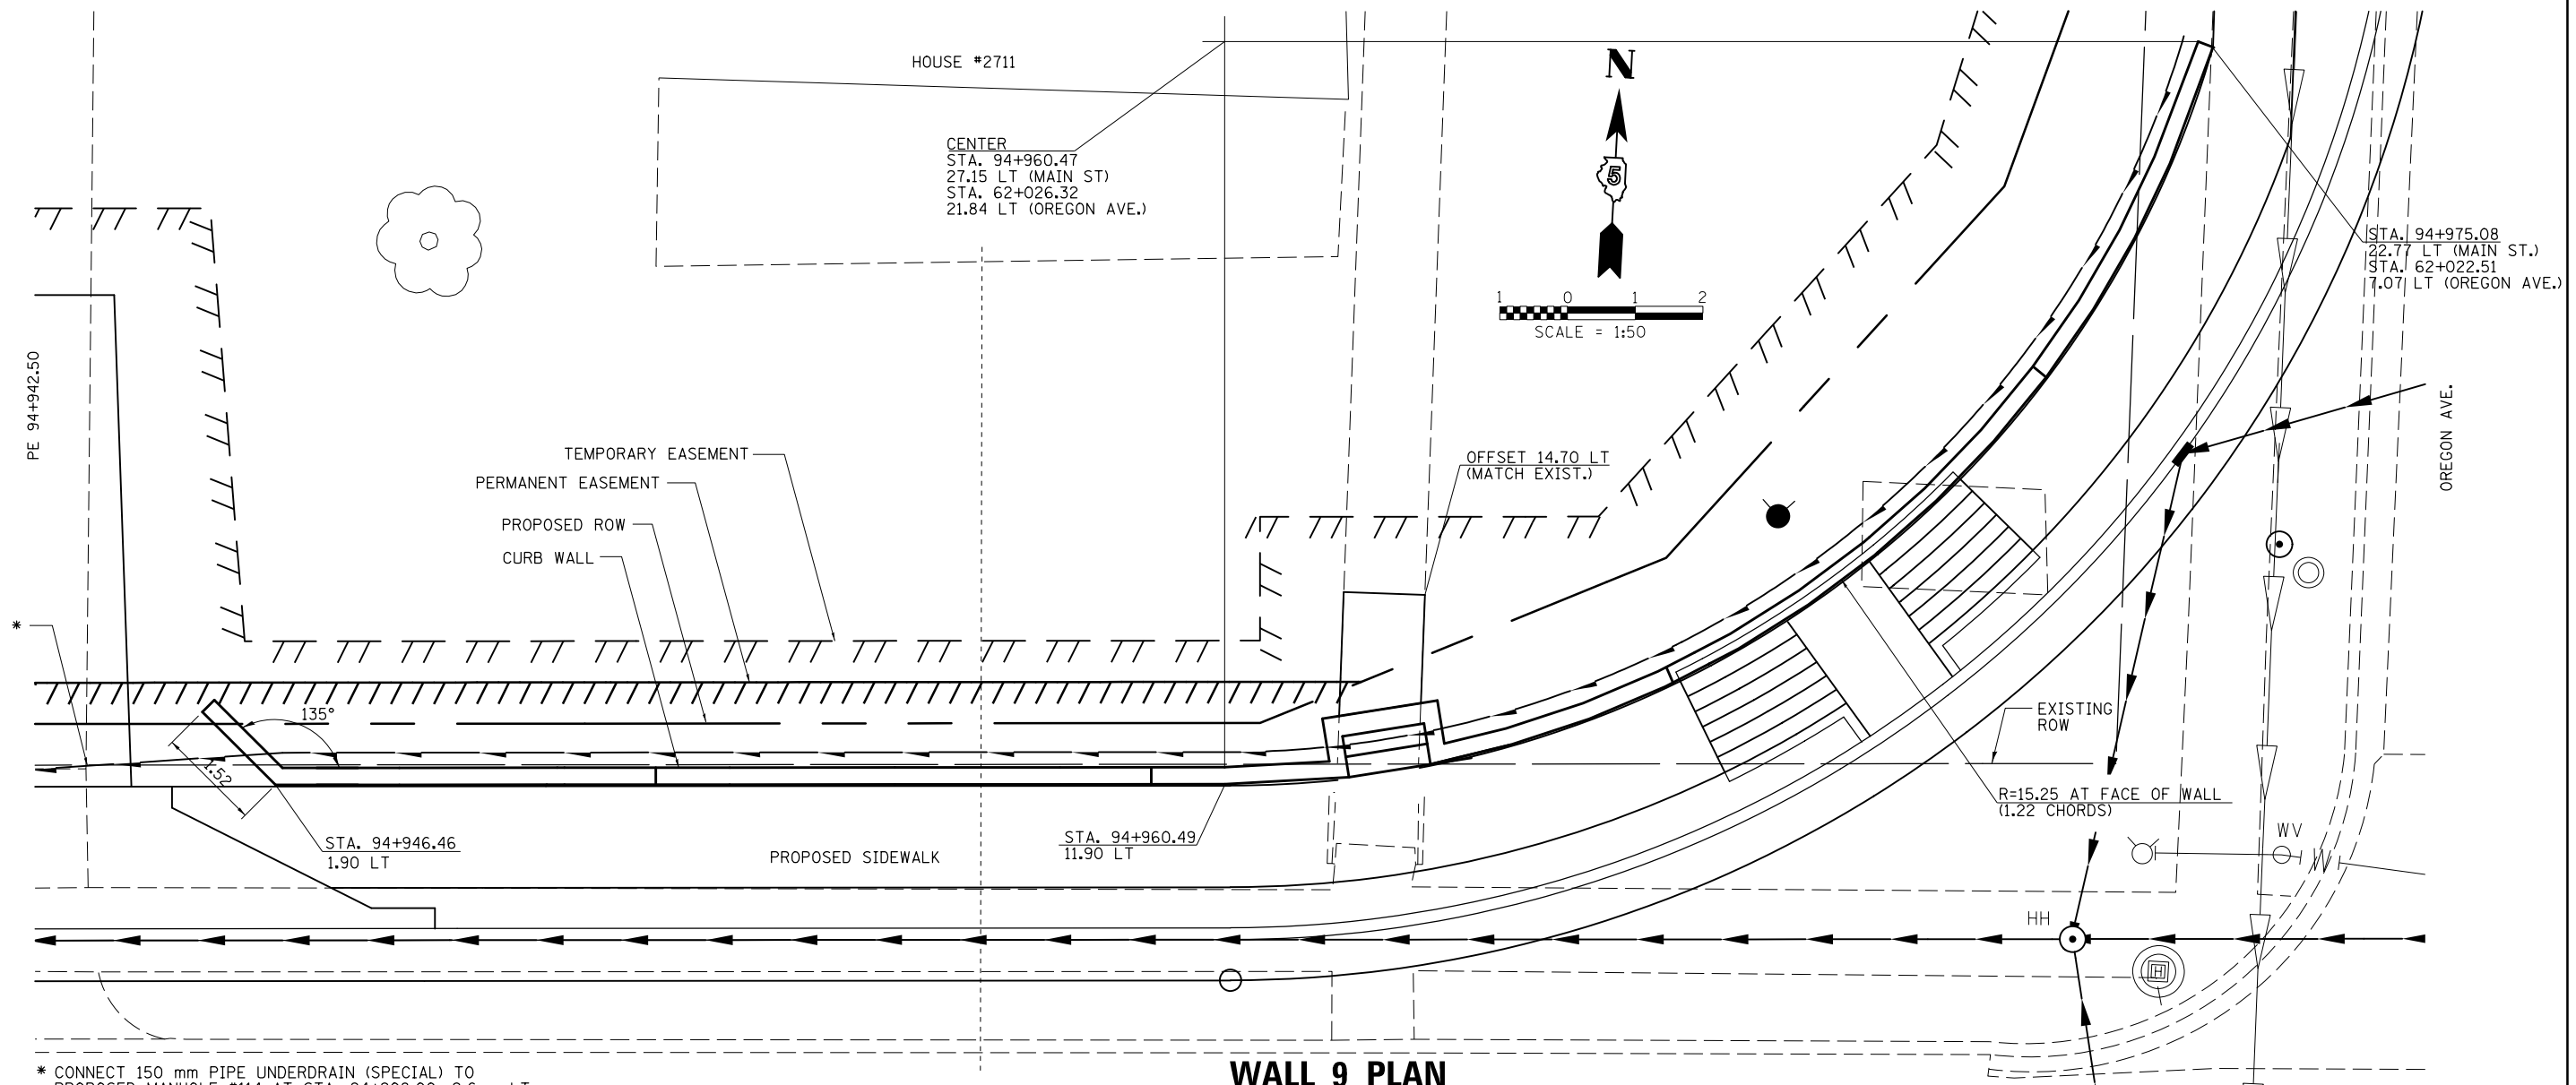 HOUSE #2711
N
5
CENTER
STA. 94+960.47
27.15 LT (MAIN ST)
STA. 62+026.32
21.84 LT (OREGON AVE.)
STA. 94+975.08
22.77 LT (MAIN ST.)
STA. 62+022.51
7.07 LT (OREGON AVE.)
1 0 1 2
SCALE = 1:50
PE 94+942.50
OREGON AVE.
TEMPORARY EASEMENT
PERMANENT EASEMENT
PROPOSED ROW
CURB WALL
OFFSET 14.70 LT
(MATCH EXIST.)
*
135°
1.52
EXISTING
ROW
R=15.25 AT FACE OF WALL
(1.22 CHORDS)
STA. 94+946.46
1.90 LT
STA. 94+960.49
11.90 LT
PROPOSED SIDEWALK
WV
W
HH
H
WALL 9 PLAN
* CONNECT 150 mm PIPE UNDERDRAIN (SPECIAL) TO